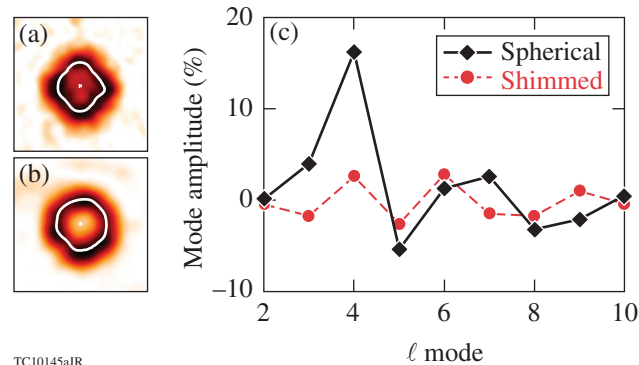 (a)
(b)
(c)
Mode amplitude (%)
20
10
0
–10
Spherical
Shimmed
2
4
6
8
10
ℓ mode
TC10145aJR